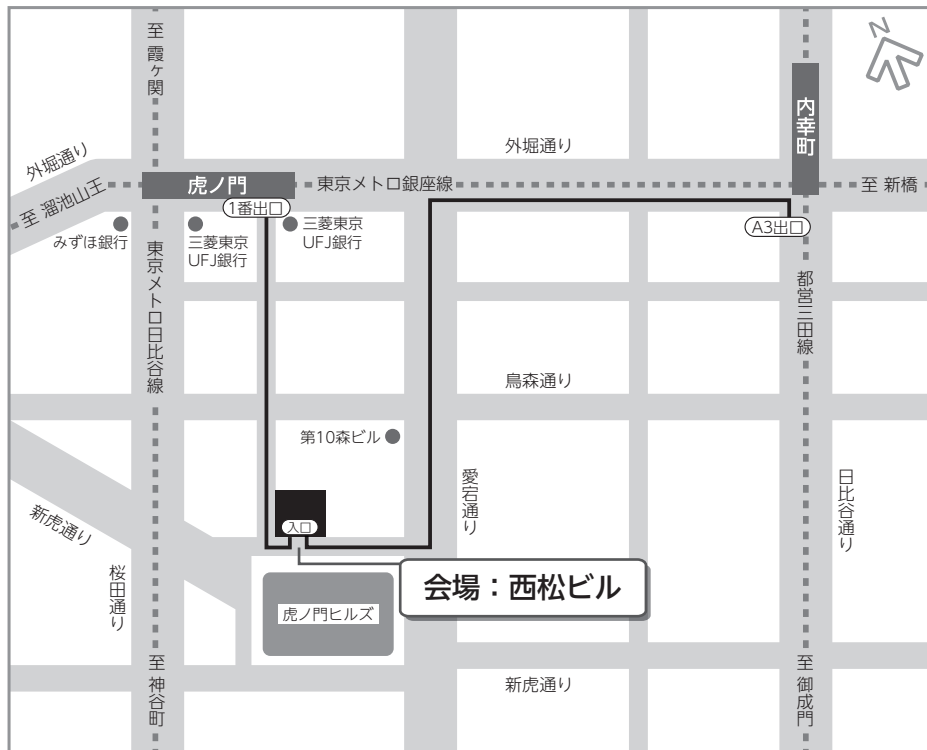 至 霞ヶ関
N
内幸町
外堀通り
外堀通り
至 溜池山王
虎ノ門
東京メトロ銀座線
至 新橋
1番出口
A3出口
みずほ銀行
三菱東京
UFJ銀行
三菱東京
UFJ銀行
東京メトロ日比谷線
都営三田線
烏森通り
第10森ビル
愛宕通り
日比谷通り
入口
新虎通り
桜田通り
会場：西松ビル
虎ノ門ヒルズ
至 神谷町
新虎通り
至 御成門